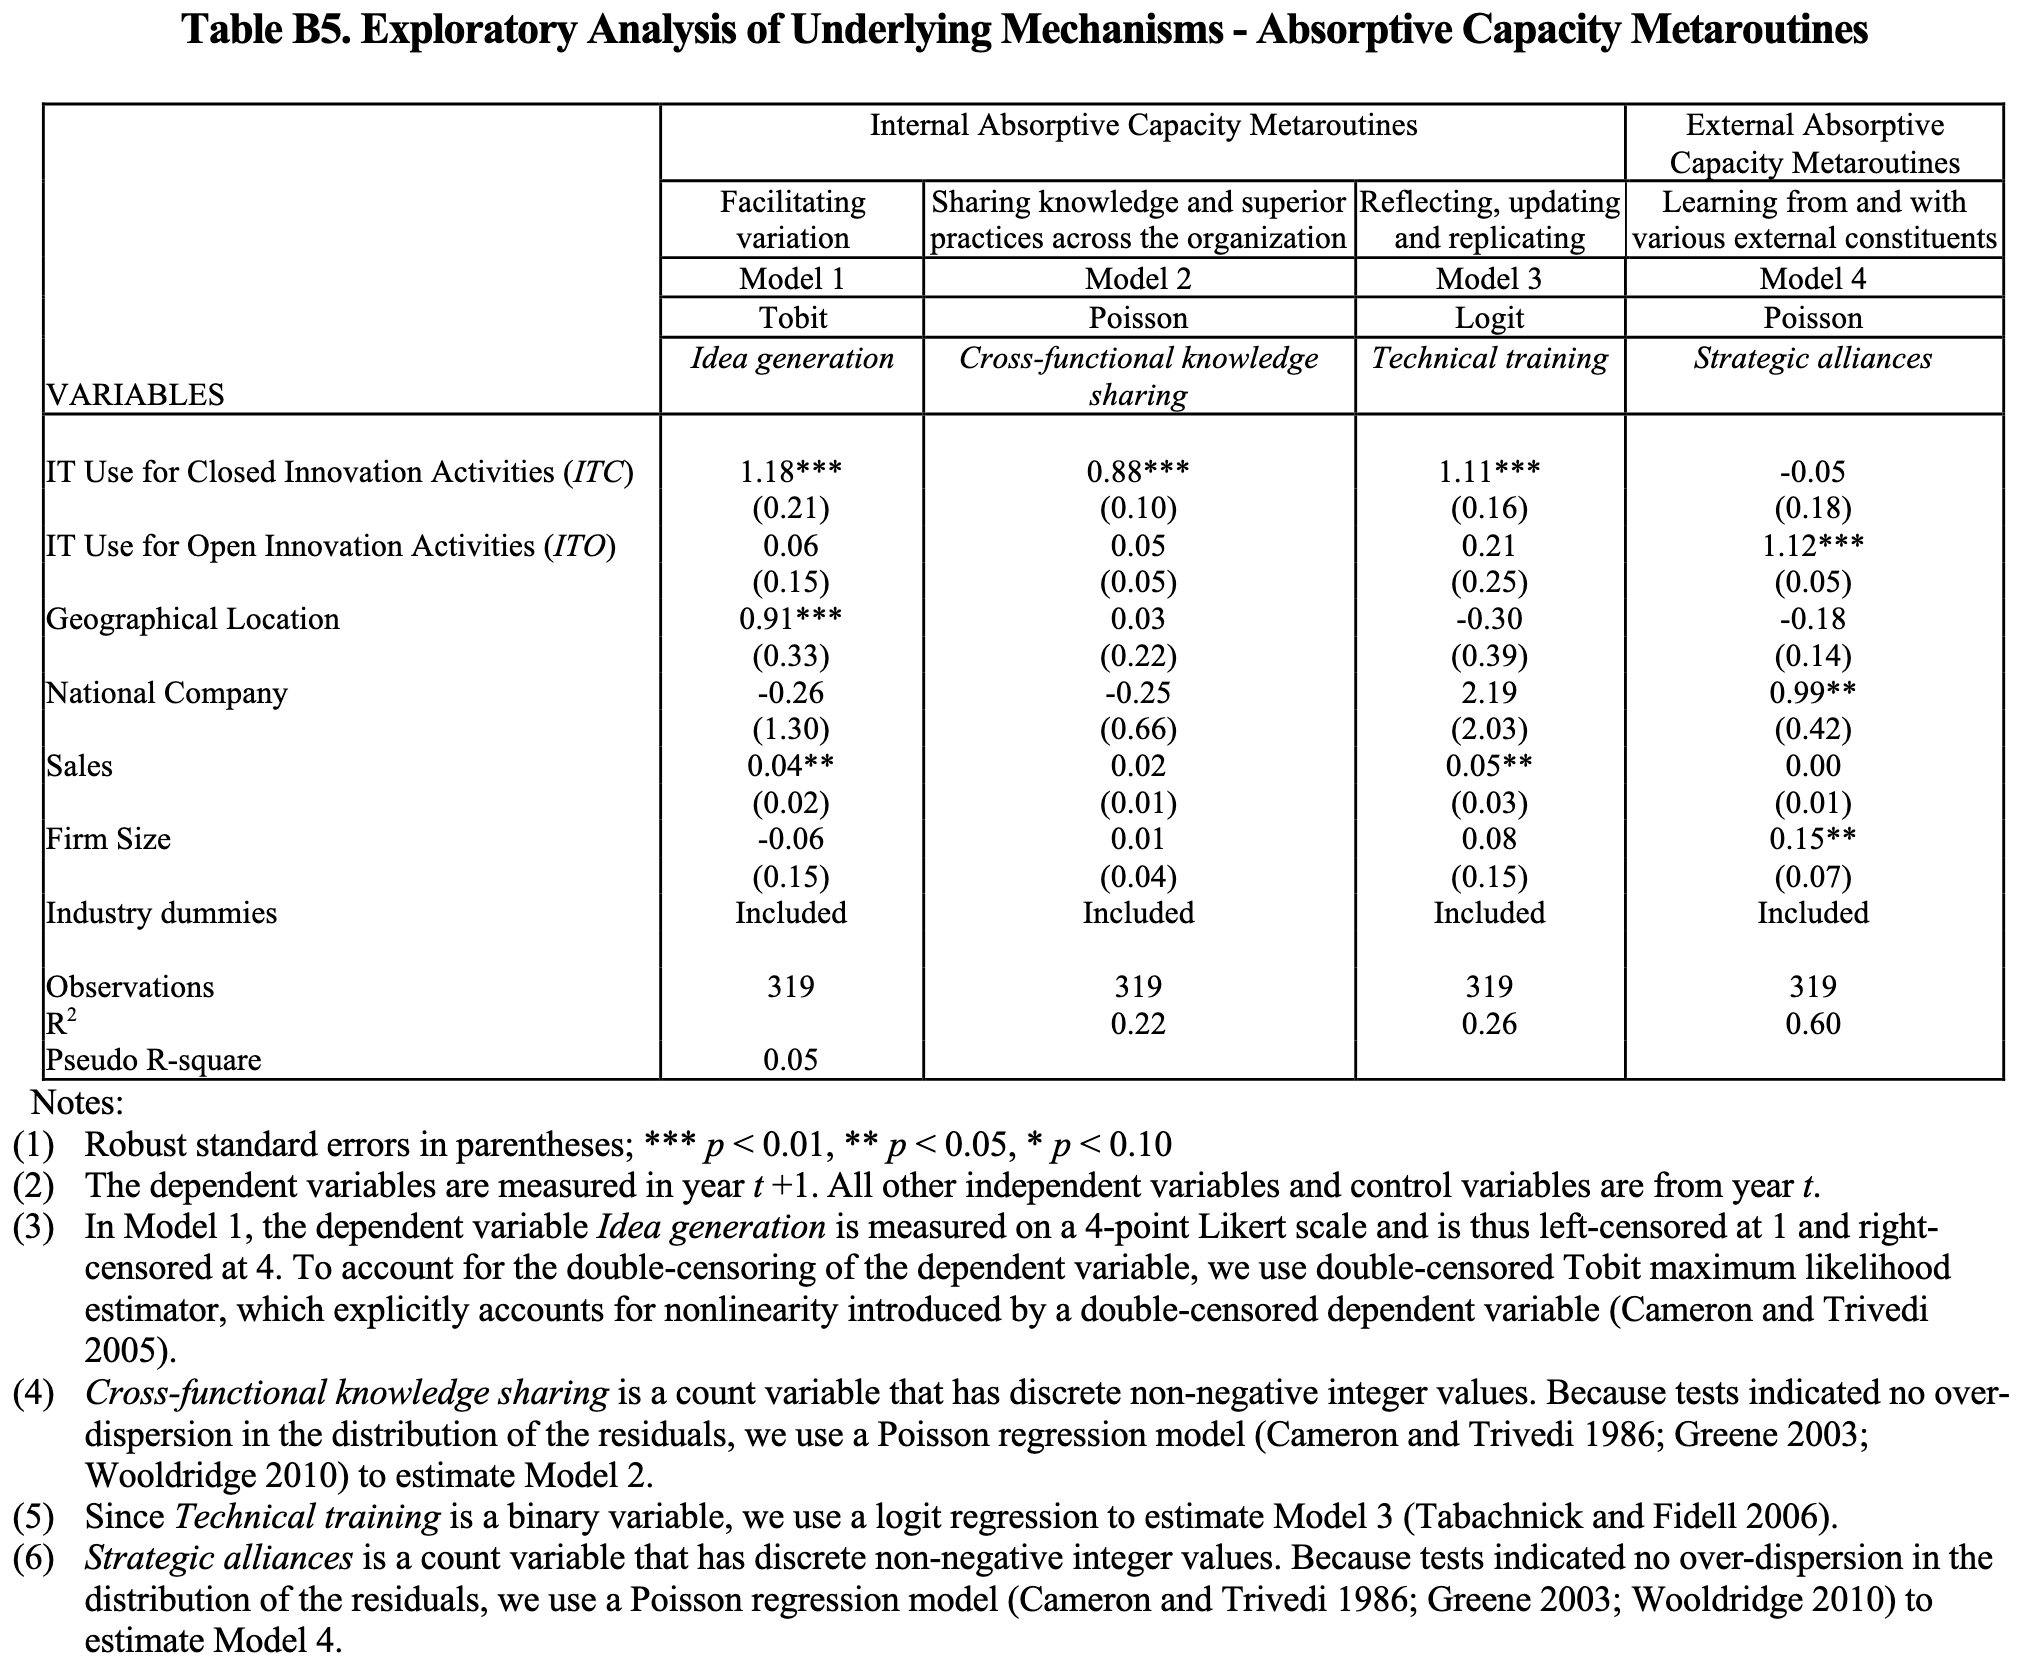 Table B5. Exploratory Analysis of Underlying Mechanisms - Absorptive Capacity Metaroutines
Internal Absorptive Capacity Metaroutines
External Absorptive
Capacity Metaroutines
Facilitating
variation
Sharing knowledge and superior
practices across the organization
Reflecting, updating
and replicating
Learning from and with
various external constituents
Model 1 Model 2 Model 3 Model 4
Tobit Poisson Logit Poisson
VARIABLES
Idea generation
Cross-functional knowledge
sharing
Technical training
Strategic alliances
IT Use for Closed Innovation Activities (ITC) 1.18*** 0.88*** 1.11*** -0.05
(0.21) (0.10) (0.16) (0.18)
IT Use for Open Innovation Activities (ITO) 0.06 0.05 0.21 1.12***
(0.15) (0.05) (0.25) (0.05)
Geographical Location 0.91*** 0.03 -0.30 -0.18
(0.33) (0.22) (0.39) (0.14)
National Company -0.26 -0.25 2.19 0.99**
(1.30) (0.66) (2.03) (0.42)
Sales 0.04** 0.02 0.05** 0.00
(0.02) (0.01) (0.03) (0.01)
Firm Size -0.06 0.01 0.08 0.15**
(0.15) (0.04) (0.15) (0.07)
Industry dummies Included Included Included Included
Observations 319 319 319 319
R² 0.22 0.26 0.60
Pseudo R-square 0.05
Notes:
(1) Robust standard errors in parentheses; *** p < 0.01, ** p < 0.05, * p < 0.10
(2) The dependent variables are measured in year t +1. All other independent variables and control variables are from year t.
(3) In Model 1, the dependent variable Idea generation is measured on a 4-point Likert scale and is thus left-censored at 1 and right-
censored at 4. To account for the double-censoring of the dependent variable, we use double-censored Tobit maximum likelihood
estimator, which explicitly accounts for nonlinearity introduced by a double-censored dependent variable (Cameron and Trivedi
2005).
(4) Cross-functional knowledge sharing is a count variable that has discrete non-negative integer values. Because tests indicated no over-
dispersion in the distribution of the residuals, we use a Poisson regression model (Cameron and Trivedi 1986; Greene 2003;
Wooldridge 2010) to estimate Model 2.
(5) Since Technical training is a binary variable, we use a logit regression to estimate Model 3 (Tabachnick and Fidell 2006).
(6) Strategic alliances is a count variable that has discrete non-negative integer values. Because tests indicated no over-dispersion in the
distribution of the residuals, we use a Poisson regression model (Cameron and Trivedi 1986; Greene 2003; Wooldridge 2010) to
estimate Model 4.